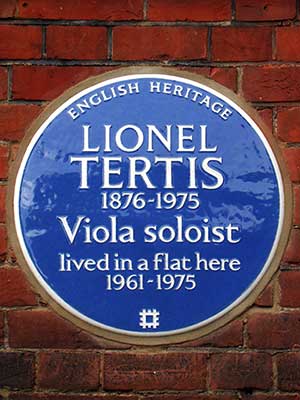 ENGLISH HERITAGE
LIONEL
TERTIS
1876-1975
Viola soloist
lived in a flat here
1961-1975